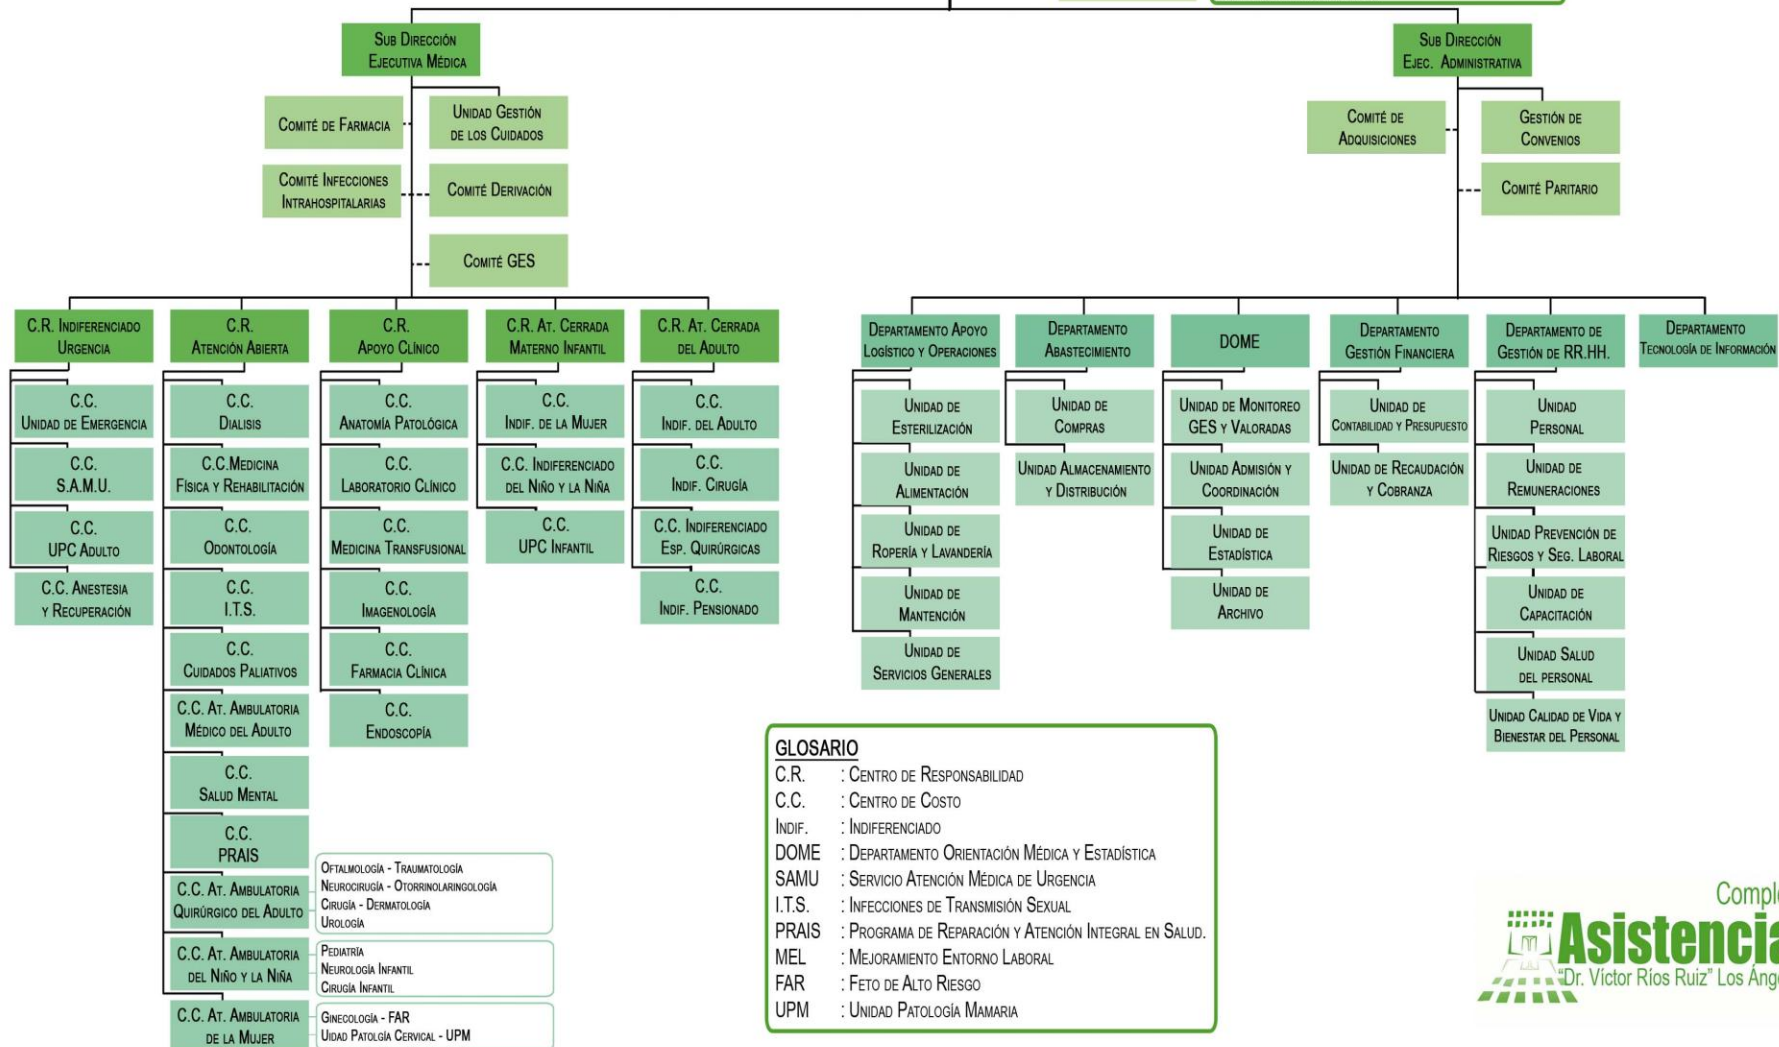 Sub Dirección
Ejecutiva Médica
Sub Dirección
Ejec. Administrativa
Comité de Farmacia
Unidad Gestión
de los Cuidados
Comité Infecciones
Intrahospitalarias
Comité Derivación
Comité GES
Comité de
Adquisiciones
Gestión de
Convenios
Comité Paritario
C.R. Indiferenciado
Urgencia
C.C.
Unidad de Emergencia
C.C.
S.A.M.U.
C.C.
UPC Adulto
C.C. Anestesia
y Recuperación
C.R.
Atención Abierta
C.C.
Dialisis
C.C.Medicina
Física y Rehabilitación
C.C.
Odontología
C.C.
I.T.S.
C.C.
Cuidados Paliativos
C.C. At. Ambulatoria
Médico del Adulto
C.C.
Salud Mental
C.C.
PRAIS
C.C. At. Ambulatoria
Quirúrgico del Adulto
Oftalmología - Traumatología
Neurocirugía - Otorrinolaringología
Cirugía - Dermatología
Urología
C.C. At. Ambulatoria
del Niño y la Niña
Pediatría
Neurología Infantil
Cirugía Infantil
C.C. At. Ambulatoria
de la Mujer
Ginecología - FAR
Uidad Patolgía Cervical - UPM
C.R.
Apoyo Clínico
C.C.
Anatomía Patológica
C.C.
Laboratorio Clínico
C.C.
Medicina Transfusional
C.C.
Imagenología
C.C.
Farmacia Clínica
C.C.
Endoscopía
C.R. At. Cerrada
Materno Infantil
C.C.
Indif. de la Mujer
C.C. Indiferenciado
del Niño y la Niña
C.C.
UPC Infantil
C.R. At. Cerrada
del Adulto
C.C.
Indif. del Adulto
C.C.
Indif. Cirugía
C.C. Indiferenciado
Esp. Quirúrgicas
C.C.
Indif. Pensionado
Departamento Apoyo
Logístico y Operaciones
Unidad de
Esterilización
Unidad de
Alimentación
Unidad de
Ropería y Lavandería
Unidad de
Mantención
Unidad de
Servicios Generales
Departamento
Abastecimiento
Unidad de
Compras
Unidad Almacenamiento
y Distribución
DOME
Unidad de Monitoreo
GES y Valoradas
Unidad Admisión y
Coordinación
Unidad de
Estadística
Unidad de
Archivo
Departamento
Gestión Financiera
Unidad de
Contabilidad y Presupuesto
Unidad de Recaudación
y Cobranza
Departamento de
Gestión de RR.HH.
Unidad
Personal
Unidad de
Remuneraciones
Unidad Prevención de
Riesgos y Seg. Laboral
Unidad de
Capacitación
Unidad Salud
del personal
Unidad Calidad de Vida y
Bienestar del Personal
Departamento
Tecnología de Información
GLOSARIO
C.R. : Centro de Responsabilidad
C.C. : Centro de Costo
Indif. : Indiferenciado
DOME : Departamento Orientación Médica y Estadística
SAMU : Servicio Atención Médica de Urgencia
I.T.S. : Infecciones de Transmisión Sexual
PRAIS : Programa de Reparación y Atención Integral en Salud.
MEL : Mejoramiento Entorno Laboral
FAR : Feto de Alto Riesgo
UPM : Unidad Patología Mamaria
Comple
Asistencia
"Dr. Víctor Ríos Ruiz" Los Ánge